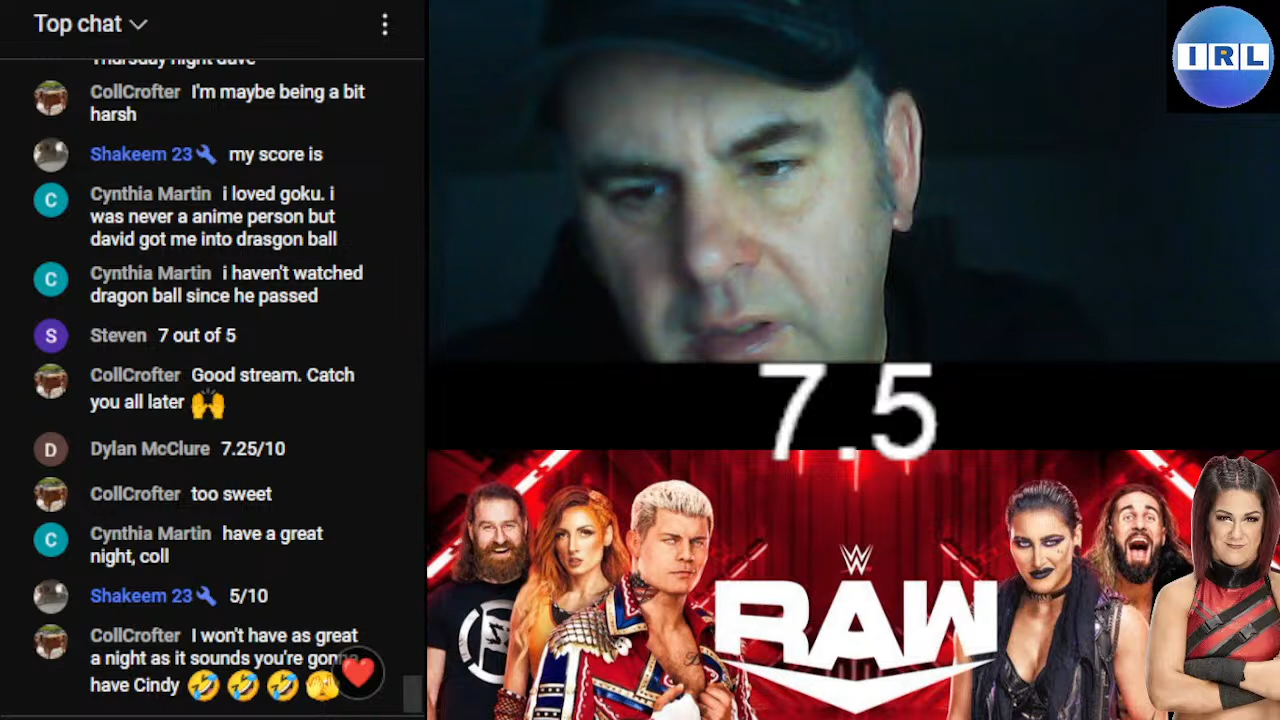 Top chat
Thursday night dave
CollCrofter I'm maybe being a bit
harsh
Shakeem 23 my score is
Cynthia Martin i loved goku. i
was never a anime person but
david got me into drasgon ball
C
Cynthia Martin i haven't watched
dragon ball since he passed
C
Steven 7 out of 5
S
CollCrofter Good stream. Catch
you all later
Dylan McClure 7.25/10
D
CollCrofter too sweet
Cynthia Martin have a great
night, coll
C
Shakeem 23 5/10
CollCrofter I won't have as great
a night as it sounds you're gonna
have Cindy
IRL
7.5
W
RAW